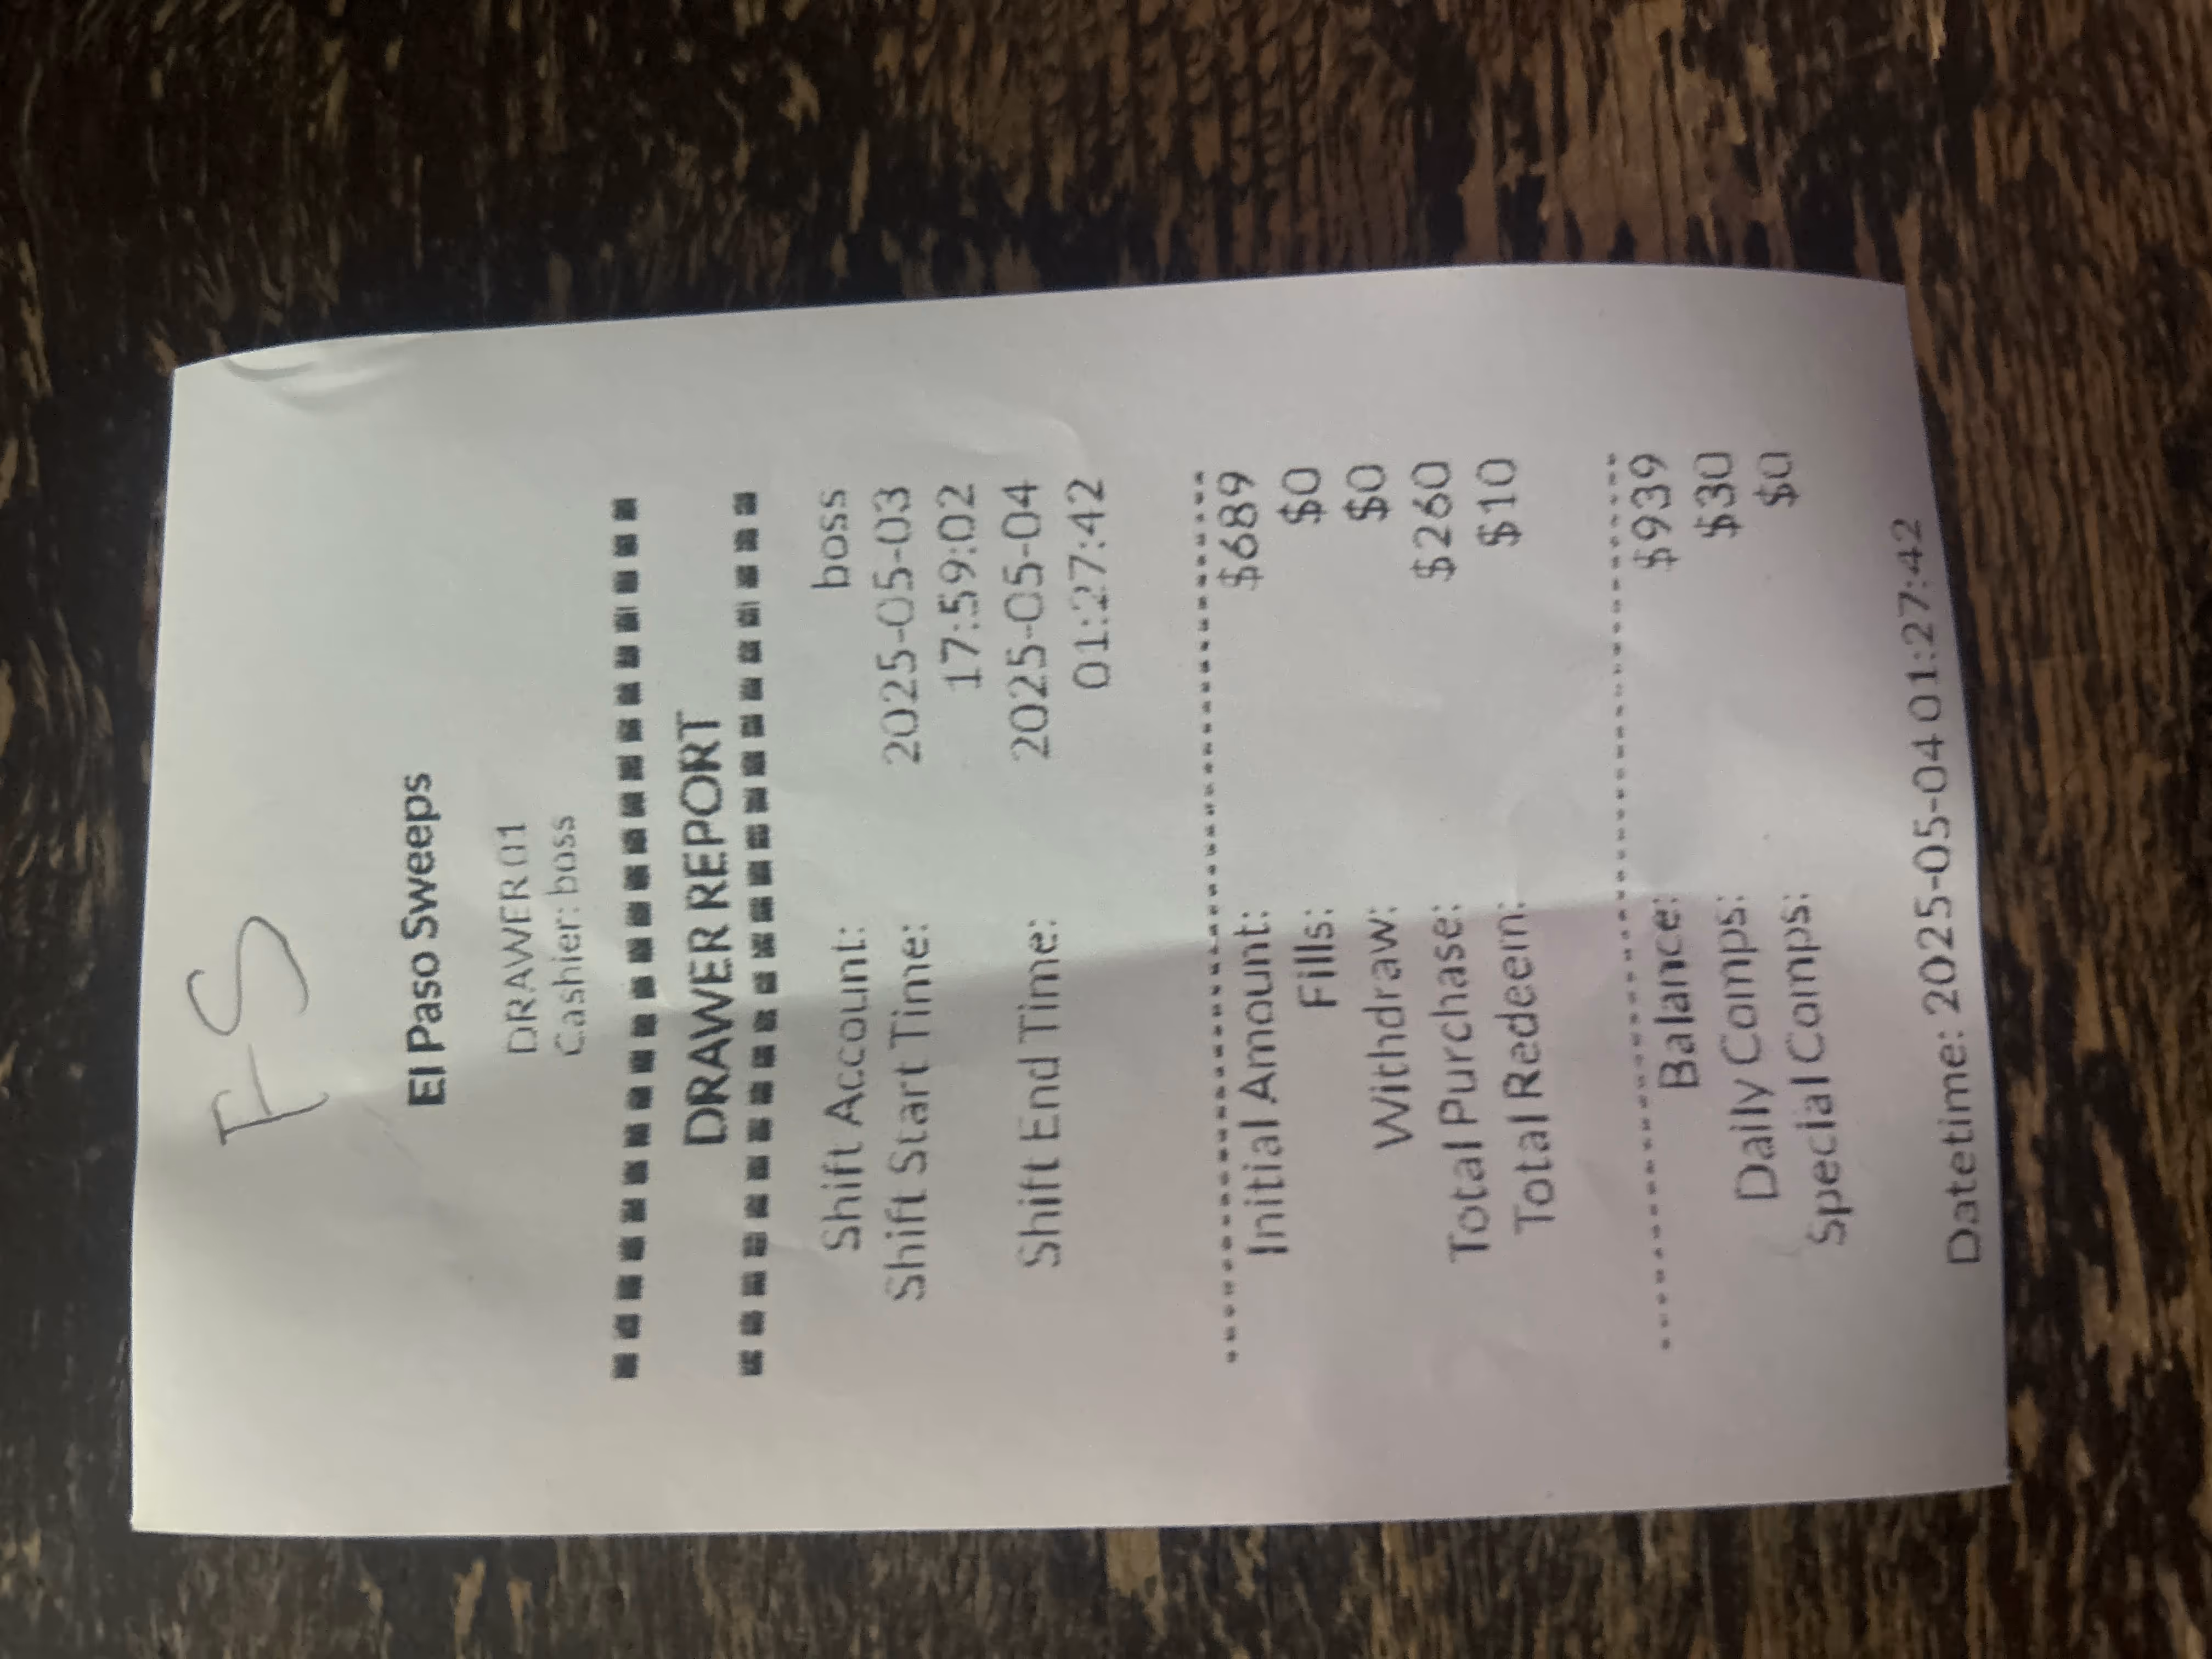 FS
El Paso Sweeps
DRAWER 01
Cashier: boss
DRAWER REPORT
Shift Account: boss
Shift Start Time: 2025-05-03
17:59:02
Shift End Time: 2025-05-04
01:27:42
Initial Amount: $689
Fills: $0
Withdraw: $0
Total Purchase: $260
Total Redeem: $10
Balance: $939
Daily Comps: $30
Special Comps: $0
Datetime: 2025-05-04 01:27:42